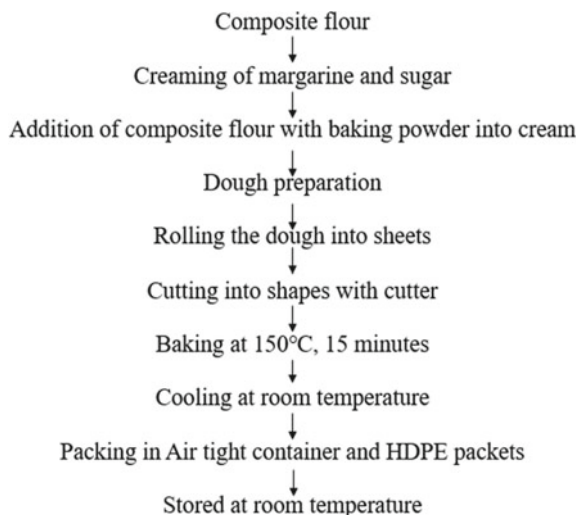 Composite flour
Creaming of margarine and sugar
Addition of composite flour with baking powder into cream
Dough preparation
Rolling the dough into sheets
Cutting into shapes with cutter
Baking at 150°C, 15 minutes
Cooling at room temperature
Packing in Air tight container and HDPE packets
Stored at room temperature